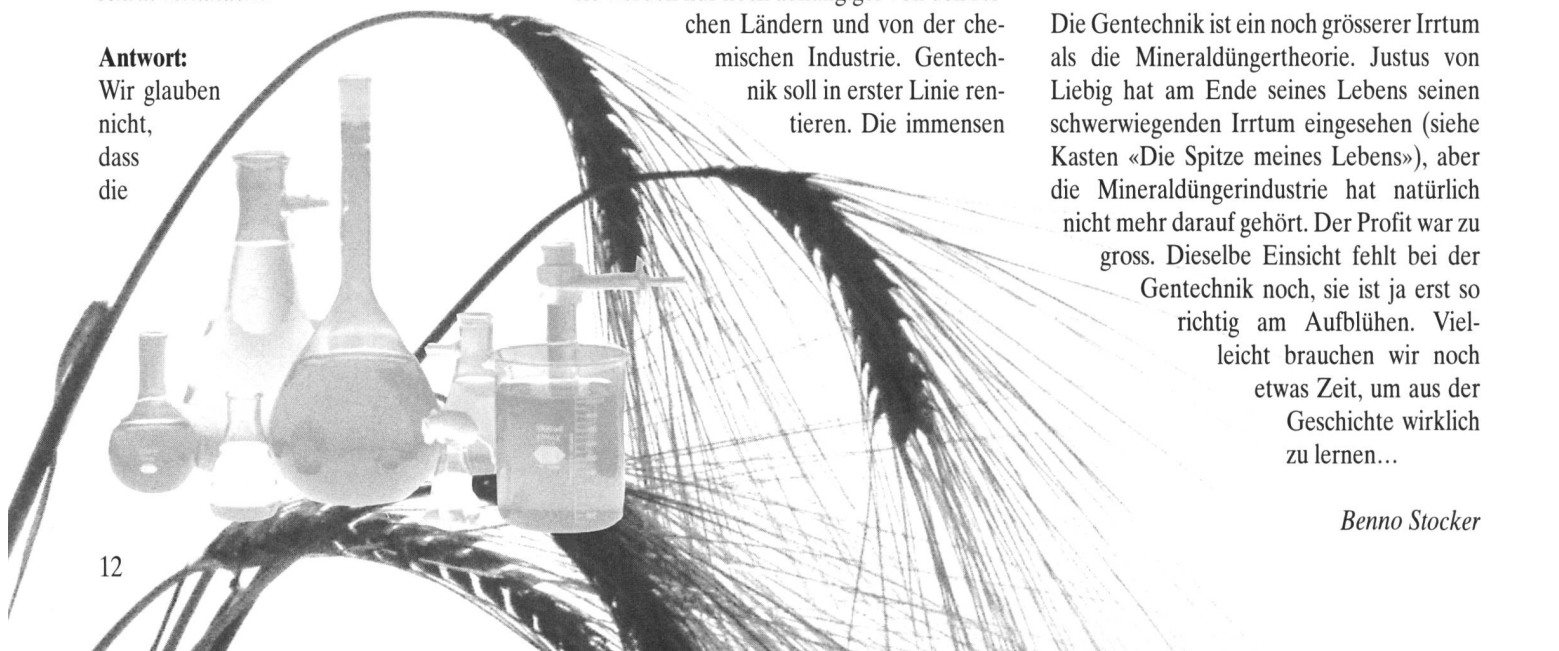 Antwort:
Wir glauben
nicht,
dass
die
chen Ländern und von der che-
mischen Industrie. Gentech-
nik soll in erster Linie ren-
tieren. Die immensen
Die Gentechnik ist ein noch grösserer Irrtum
als die Mineraldüngertheorie. Justus von
Liebig hat am Ende seines Lebens seinen
schwerwiegenden Irrtum eingesehen (siehe
Kasten «Die Spitze meines Lebens»), aber
die Mineraldüngerindustrie hat natürlich
nicht mehr darauf gehört. Der Profit war zu
gross. Dieselbe Einsicht fehlt bei der
Gentechnik noch, sie ist ja erst so
richtig am Aufblühen. Viel-
leicht brauchen wir noch
etwas Zeit, um aus der
Geschichte wirklich
zu lernen…
Benno Stocker
12